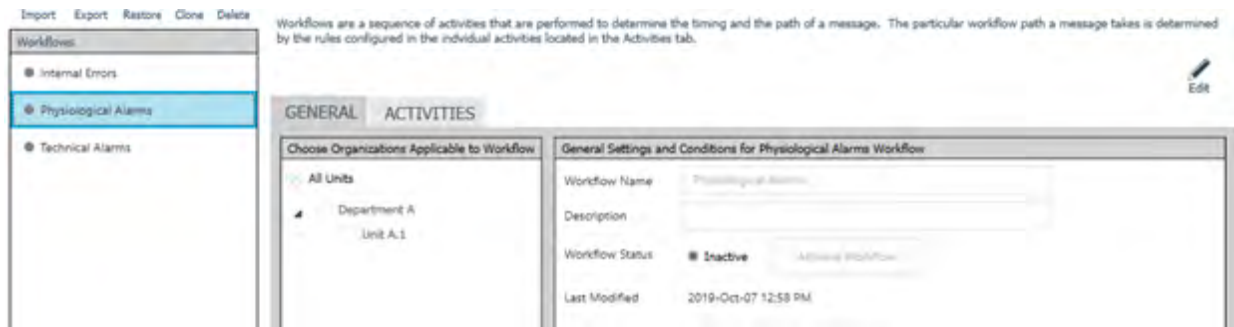 Import Export Restore Clone Delete
Workflows are a sequence of activities that are performed to determine the timing and the path of a message. The particular workflow path a message takes is determined
by the rules configured in the indvidual activities located in the Activities tab.
Workflows
Internal Errors
Physiological Alarms
Technical Alarms
Edit
GENERAL ACTIVITIES
Choose Organizations Applicable to Workflow
All Units
Department A
Unit A.1
General Settings and Conditions for Physiological Alarms Workflow
Workflow Name Physiological Alarms
Description
Workflow Status Inactive Activate Workflow
Last Modified 2019-Oct-07 12:58 PM